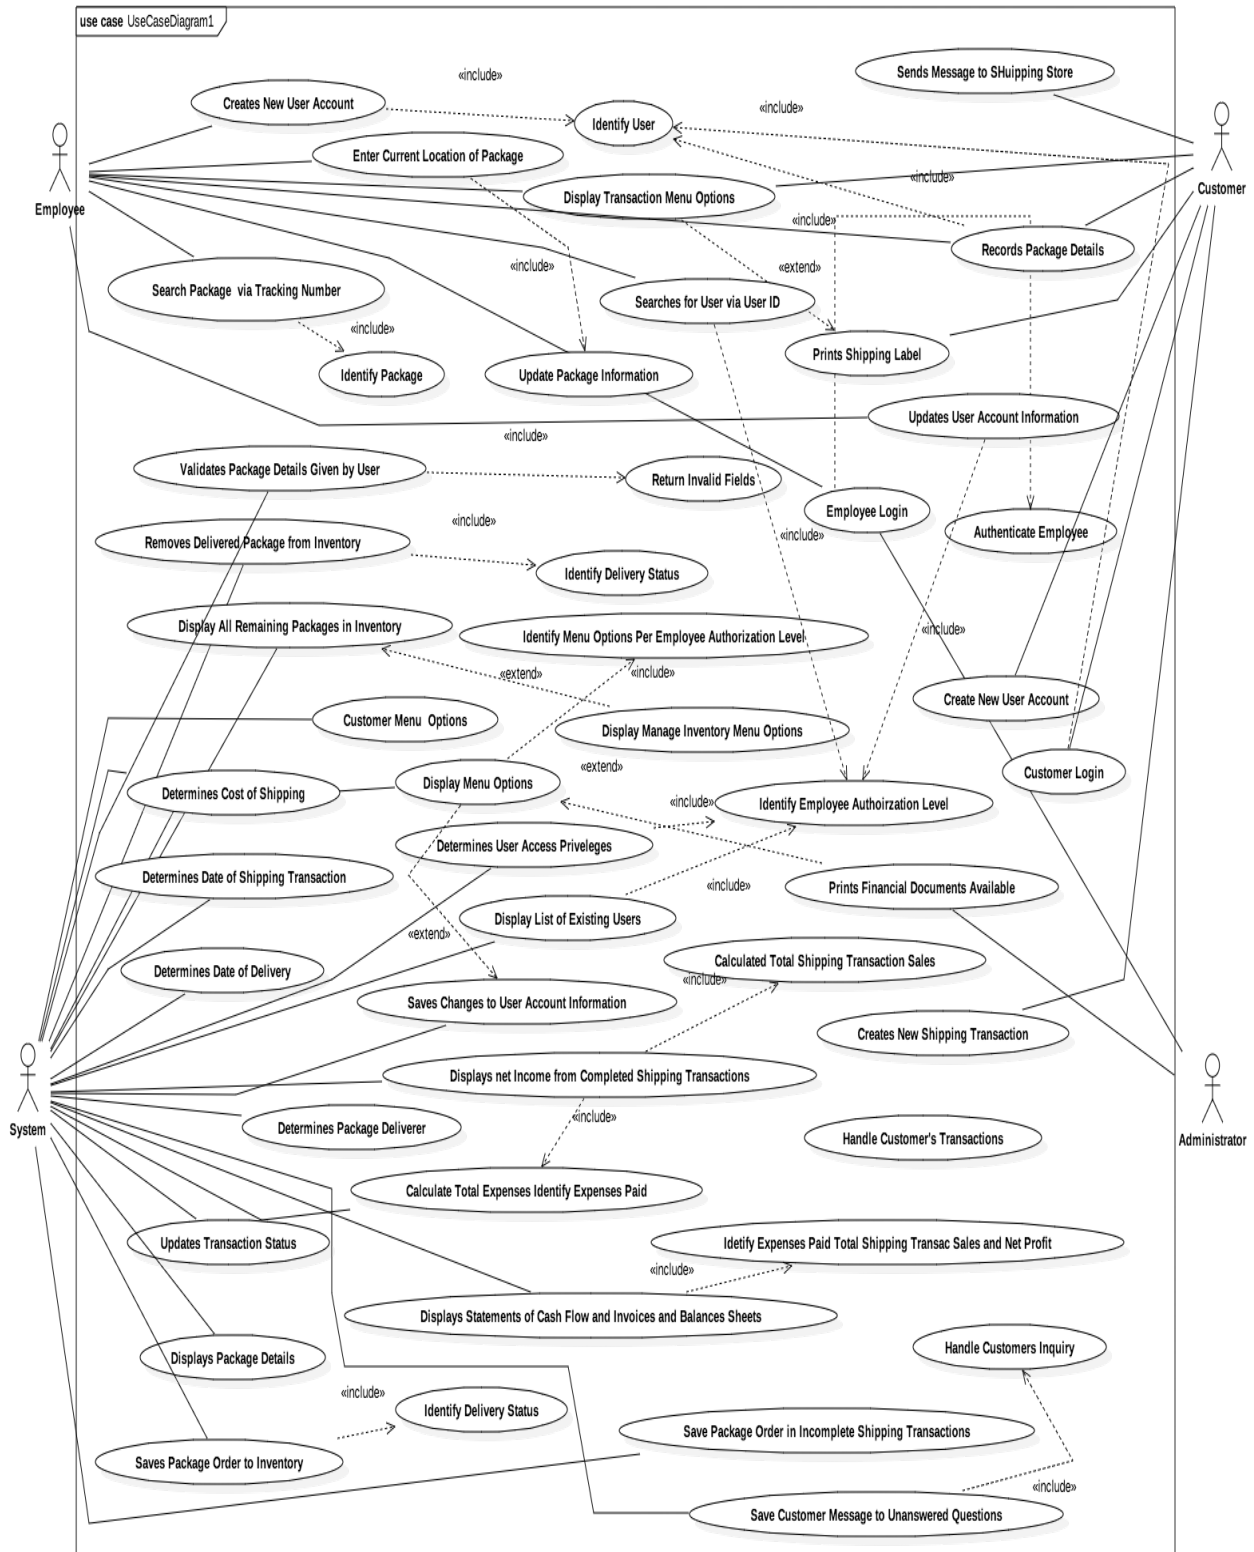 use case UseCaseDiagram1
«include»
Sends Message to SHuipping Store
Creates New User Account
«include»
Identify User
Enter Current Location of Package
«include»
Display Transaction Menu Options
Customer
Employee
«include»
Records Package Details
«include»
«extend»
Search Package via Tracking Number
Searches for User via User ID
«include»
Prints Shipping Label
Identify Package
Update Package Information
Updates User Account Information
«include»
Validates Package Details Given by User
Return Invalid Fields
Employee Login
«include»
Authenticate Employee
«include»
Removes Delivered Package from Inventory
Identify Delivery Status
Display All Remaining Packages in Inventory
Identify Menu Options Per Employee Authorization Level
«include»
«extend»
«include»
Create New User Account
Customer Menu Options
Display Manage Inventory Menu Options
«extend»
Customer Login
Display Menu Options
Determines Cost of Shipping
«include»
Identify Employee Authoirzation Level
Determines User Access Priveleges
Determines Date of Shipping Transaction
«include»
Prints Financial Documents Available
Display List of Existing Users
«extend»
Calculated Total Shipping Transaction Sales
Determines Date of Delivery
«include»
Saves Changes to User Account Information
Creates New Shipping Transaction
Displays net Income from Completed Shipping Transactions
«include»
System
Determines Package Deliverer
Handle Customer's Transactions
Administrator
Calculate Total Expenses Identify Expenses Paid
Updates Transaction Status
Idetify Expenses Paid Total Shipping Transac Sales and Net Profit
«include»
Displays Statements of Cash Flow and Invoices and Balances Sheets
Handle Customers Inquiry
Displays Package Details
«include»
Identify Delivery Status
Save Package Order in Incomplete Shipping Transactions
Saves Package Order to Inventory
«include»
Save Customer Message to Unanswered Questions